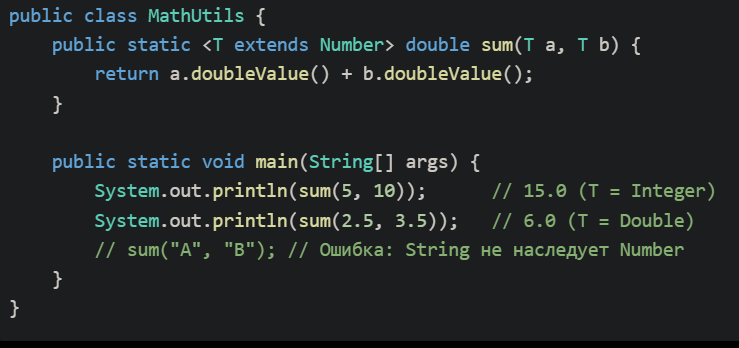 public class MathUtils {
    public static <T extends Number> double sum(T a, T b) {
        return a.doubleValue() + b.doubleValue();
    }

    public static void main(String[] args) {
        System.out.println(sum(5, 10));      // 15.0 (T = Integer)
        System.out.println(sum(2.5, 3.5));   // 6.0 (T = Double)
        // sum("A", "B"); // Ошибка: String не наследует Number
    }
}